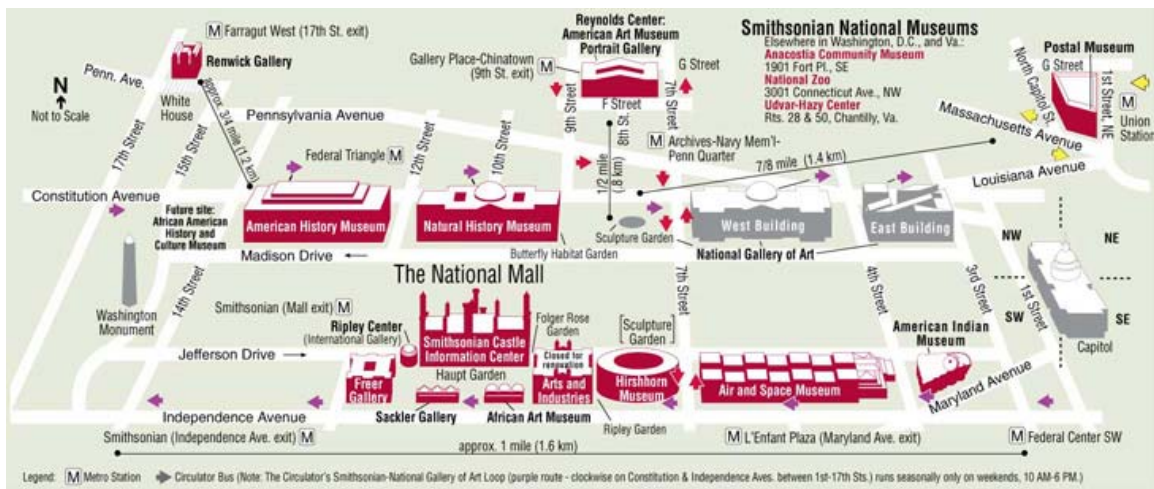 Smithsonian National Museums
Elsewhere in Washington, D.C., and Va.:
Anacostia Community Museum
1901 Fort Pl., SE
National Zoo
3001 Connecticut Ave., NW
Udvar-Hazy Center
Rts. 28 & 50, Chantilly, Va.
M Farragut West (17th St. exit)
Renwick Gallery
Penn. Ave.
N
Not to Scale
White
House
approx. 3/4 mile (1.2 km)
17th Street
15th Street
Pennsylvania Avenue
Reynolds Center:
American Art Museum
Portrait Gallery
Gallery Place-Chinatown
(9th St. exit)
M
G Street
9th Street
F Street
8th St.
7th Street
M Archives-Navy Mem'l-
Penn Quarter
1/2 mile
(.8 km)
7/8 mile (1.4 km)
Postal Museum
G Street
North Capitol St.
1st Street, NE
M
Union
Station
Massachusetts Avenue
Louisiana Avenue
Federal Triangle M
12th Street
10th Street
Constitution Avenue
Future site:
African American
History and
Culture Museum
American History Museum
Natural History Museum
Butterfly Habitat Garden
Sculpture Garden
West Building
East Building
National Gallery of Art
Madison Drive
NW
NE
SW
SE
Capitol
The National Mall
Washington
Monument
14th Street
7th Street
4th Street
3rd Street
1st Street
Smithsonian (Mall exit) M
Ripley Center
(International Gallery)
Smithsonian Castle
Information Center
Folger Rose
Garden
[Sculpture
Garden]
American Indian
Museum
Jefferson Drive
Freer
Gallery
Haupt Garden
Closed for
renovation
Arts and
Industries
Hirshhorn
Museum
Air and Space Museum
Maryland Avenue
Independence Avenue
Sackler Gallery
African Art Museum
Ripley Garden
Smithsonian (Independence Ave. exit) M
approx. 1 mile (1.6 km)
M L'Enfant Plaza (Maryland Ave. exit)
M Federal Center SW
Legend: M Metro Station Circulator Bus (Note: The Circulator's Smithsonian-National Gallery of Art Loop (purple route - clockwise on Constitution & Independence Aves. between 1st-17th Sts.) runs seasonally only on weekends, 10 AM-6 PM.)